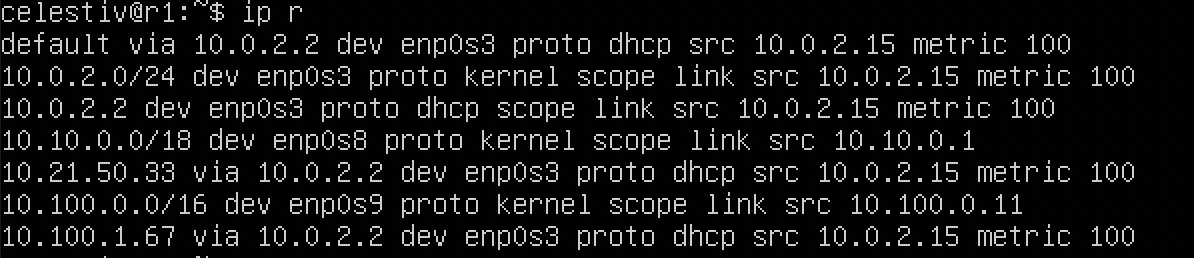 celestiv@r1:~$ ip r
default via 10.0.2.2 dev enp0s3 proto dhcp src 10.0.2.15 metric 100
10.0.2.0/24 dev enp0s3 proto kernel scope link src 10.0.2.15 metric 100
10.0.2.2 dev enp0s3 proto dhcp scope link src 10.0.2.15 metric 100
10.10.0.0/18 dev enp0s8 proto kernel scope link src 10.10.0.1
10.21.50.33 via 10.0.2.2 dev enp0s3 proto dhcp src 10.0.2.15 metric 100
10.100.0.0/16 dev enp0s9 proto kernel scope link src 10.100.0.11
10.100.1.67 via 10.0.2.2 dev enp0s3 proto dhcp src 10.0.2.15 metric 100